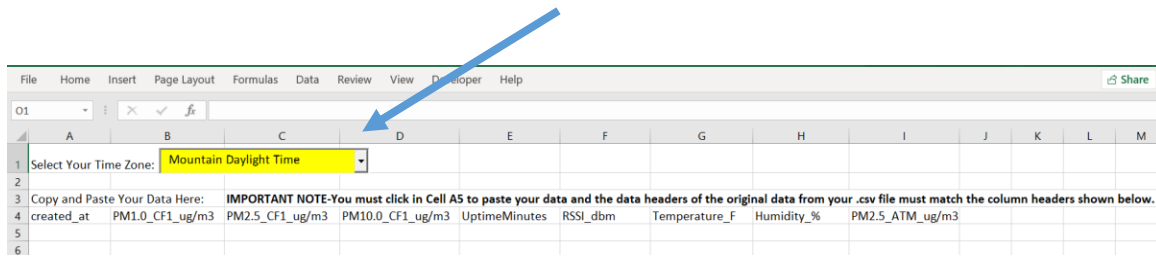 File Home Insert Page Layout Formulas Data Review View Developer Help Share
O1 fx
A B C D E F G H I J K L M
1 Select Your Time Zone: Mountain Daylight Time
2
3 Copy and Paste Your Data Here: IMPORTANT NOTE-You must click in Cell A5 to paste your data and the data headers of the original data from your .csv file must match the column headers shown below.
4 created_at PM1.0_CF1_ug/m3 PM2.5_CF1_ug/m3 PM10.0_CF1_ug/m3 UptimeMinutes RSSI_dbm Temperature_F Humidity_% PM2.5_ATM_ug/m3
5
6